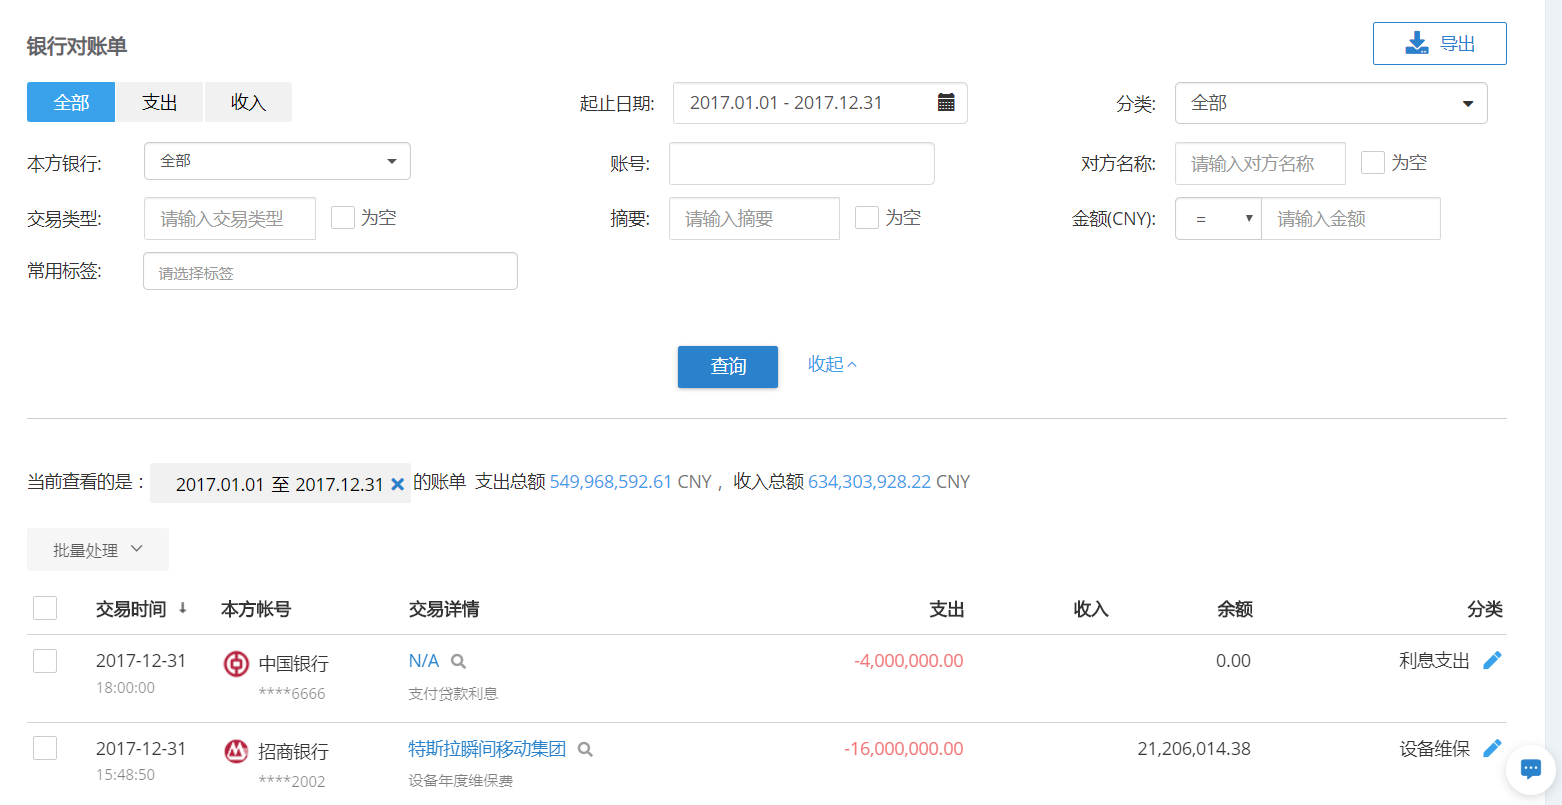 银行对账单
导出
全部 支出 收入 起止日期: 2017.01.01 - 2017.12.31 分类: 全部
本方银行: 全部 账号: 对方名称: 请输入对方名称 为空
交易类型: 请输入交易类型 为空 摘要: 请输入摘要 为空 金额(CNY): = 请输入金额
常用标签: 请选择标签
查询 收起
当前查看的是： 2017.01.01 至 2017.12.31 的账单 支出总额 549,968,592.61 CNY， 收入总额 634,303,928.22 CNY
批量处理
交易时间 本方帐号 交易详情 支出 收入 余额 分类
2017-12-31 中国银行 N/A -4,000,000.00 0.00 利息支出
18:00:00 ****6666 支付贷款利息
2017-12-31 招商银行 特斯拉瞬间移动集团 -16,000,000.00 21,206,014.38 设备维保
15:48:50 ****2002 设备年度维保费